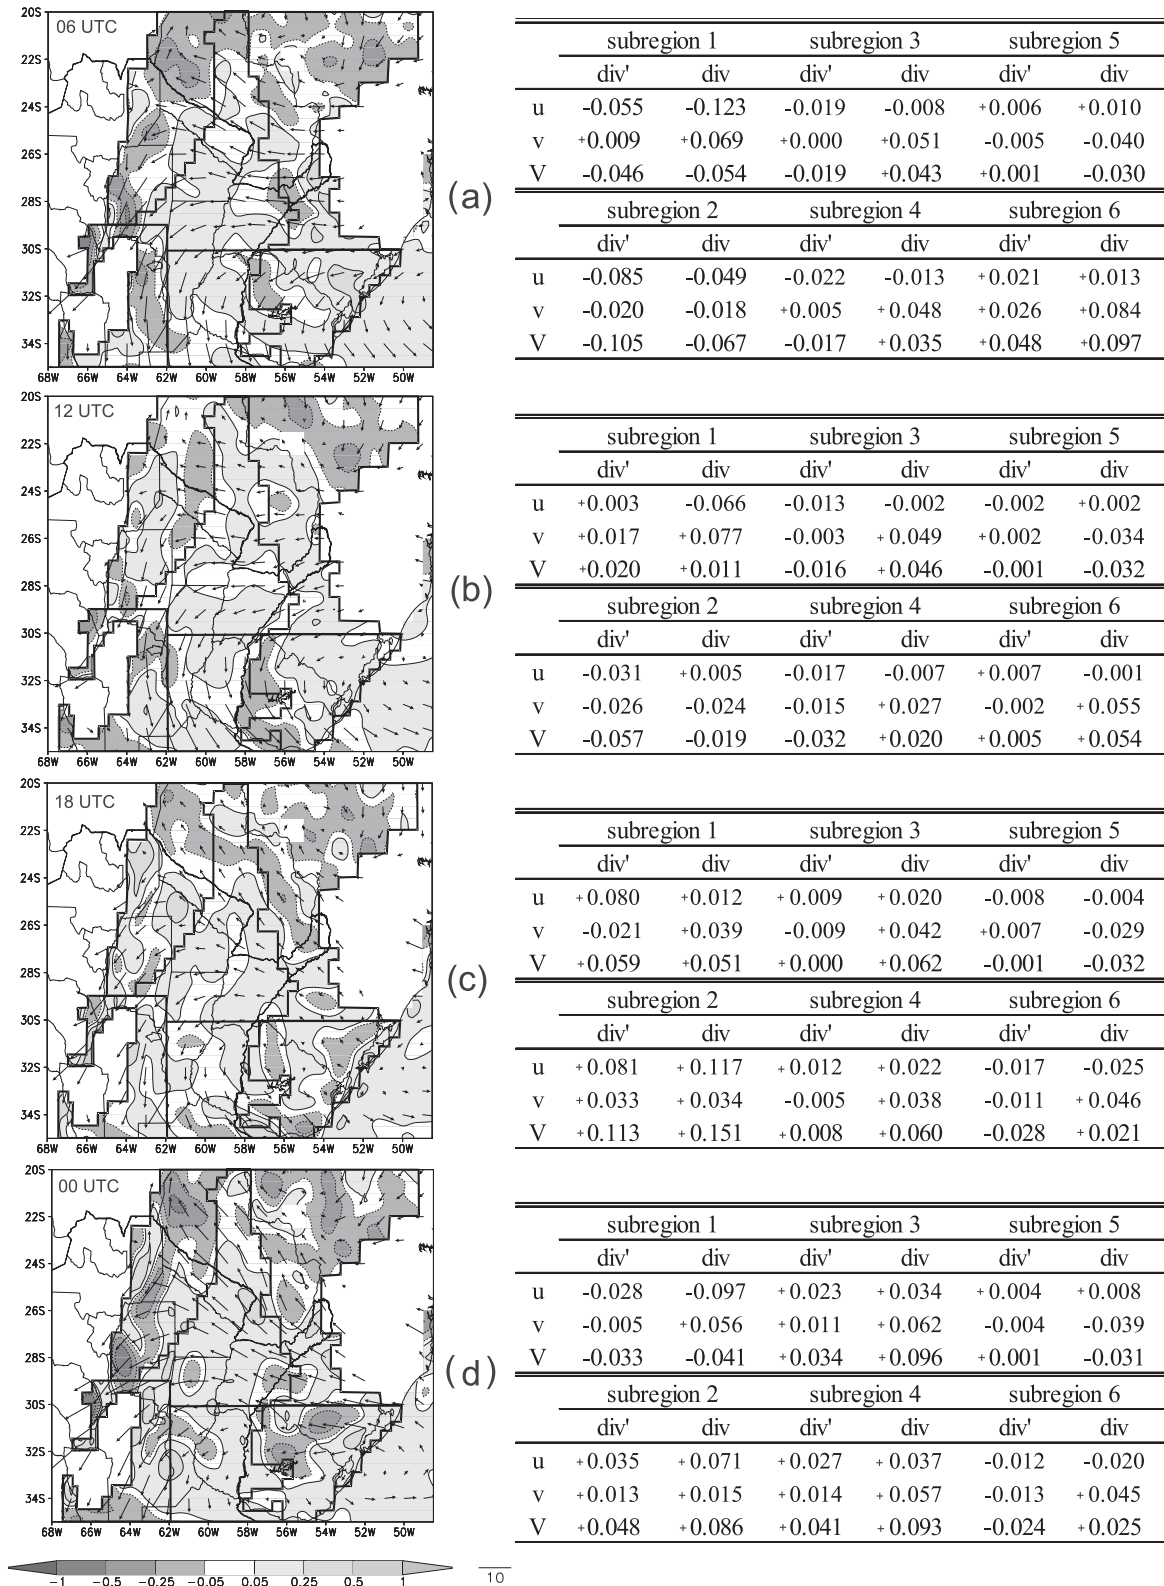 06 UTC
20S
22S
24S
26S
28S
30S
32S
34S
68W 66W 64W 62W 60W 58W 56W 54W 52W 50W
(a)
subregion 1 subregion 3 subregion 5
div' div div' div div' div
u -0.055 -0.123 -0.019 -0.008 +0.006 +0.010
v +0.009 +0.069 +0.000 +0.051 -0.005 -0.040
V -0.046 -0.054 -0.019 +0.043 +0.001 -0.030
subregion 2 subregion 4 subregion 6
div' div div' div div' div
u -0.085 -0.049 -0.022 -0.013 +0.021 +0.013
v -0.020 -0.018 +0.005 +0.048 +0.026 +0.084
V -0.105 -0.067 -0.017 +0.035 +0.048 +0.097
12 UTC
20S
22S
24S
26S
28S
30S
32S
34S
68W 66W 64W 62W 60W 58W 56W 54W 52W 50W
(b)
subregion 1 subregion 3 subregion 5
div' div div' div div' div
u +0.003 -0.066 -0.013 -0.002 -0.002 +0.002
v +0.017 +0.077 -0.003 +0.049 +0.002 -0.034
V +0.020 +0.011 -0.016 +0.046 -0.001 -0.032
subregion 2 subregion 4 subregion 6
div' div div' div div' div
u -0.031 +0.005 -0.017 -0.007 +0.007 -0.001
v -0.026 -0.024 -0.015 +0.027 -0.002 +0.055
V -0.057 -0.019 -0.032 +0.020 +0.005 +0.054
18 UTC
20S
22S
24S
26S
28S
30S
32S
34S
68W 66W 64W 62W 60W 58W 56W 54W 52W 50W
(c)
subregion 1 subregion 3 subregion 5
div' div div' div div' div
u +0.080 +0.012 +0.009 +0.020 -0.008 -0.004
v -0.021 +0.039 -0.009 +0.042 +0.007 -0.029
V +0.059 +0.051 +0.000 +0.062 -0.001 -0.032
subregion 2 subregion 4 subregion 6
div' div div' div div' div
u +0.081 +0.117 +0.012 +0.022 -0.017 -0.025
v +0.033 +0.034 -0.005 +0.038 -0.011 +0.046
V +0.113 +0.151 +0.008 +0.060 -0.028 +0.021
00 UTC
20S
22S
24S
26S
28S
30S
32S
34S
68W 66W 64W 62W 60W 58W 56W 54W 52W 50W
(d)
subregion 1 subregion 3 subregion 5
div' div div' div div' div
u -0.028 -0.097 +0.023 +0.034 +0.004 +0.008
v -0.005 +0.056 +0.011 +0.062 -0.004 -0.039
V -0.033 -0.041 +0.034 +0.096 +0.001 -0.031
subregion 2 subregion 4 subregion 6
div' div div' div div' div
u +0.035 +0.071 +0.027 +0.037 -0.012 -0.020
v +0.013 +0.015 +0.014 +0.057 -0.013 +0.045
V +0.048 +0.086 +0.041 +0.093 -0.024 +0.025
-1 -0.5 -0.25 -0.05 0.05 0.25 0.5 1
10